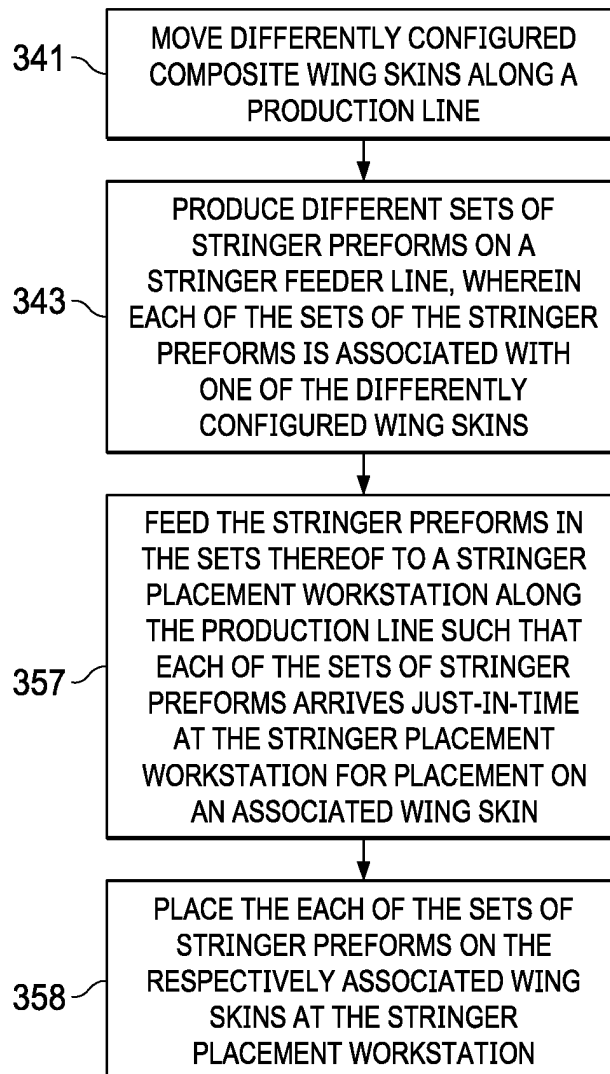 341
MOVE DIFFERENTLY CONFIGURED
COMPOSITE WING SKINS ALONG A
PRODUCTION LINE
343
PRODUCE DIFFERENT SETS OF
STRINGER PREFORMS ON A
STRINGER FEEDER LINE, WHEREIN
EACH OF THE SETS OF THE STRINGER
PREFORMS IS ASSOCIATED WITH
ONE OF THE DIFFERENTLY
CONFIGURED WING SKINS
357
FEED THE STRINGER PREFORMS IN
THE SETS THEREOF TO A STRINGER
PLACEMENT WORKSTATION ALONG
THE PRODUCTION LINE SUCH THAT
EACH OF THE SETS OF STRINGER
PREFORMS ARRIVES JUST-IN-TIME
AT THE STRINGER PLACEMENT
WORKSTATION FOR PLACEMENT ON
AN ASSOCIATED WING SKIN
358
PLACE THE EACH OF THE SETS OF
STRINGER PREFORMS ON THE
RESPECTIVELY ASSOCIATED WING
SKINS AT THE STRINGER
PLACEMENT WORKSTATION